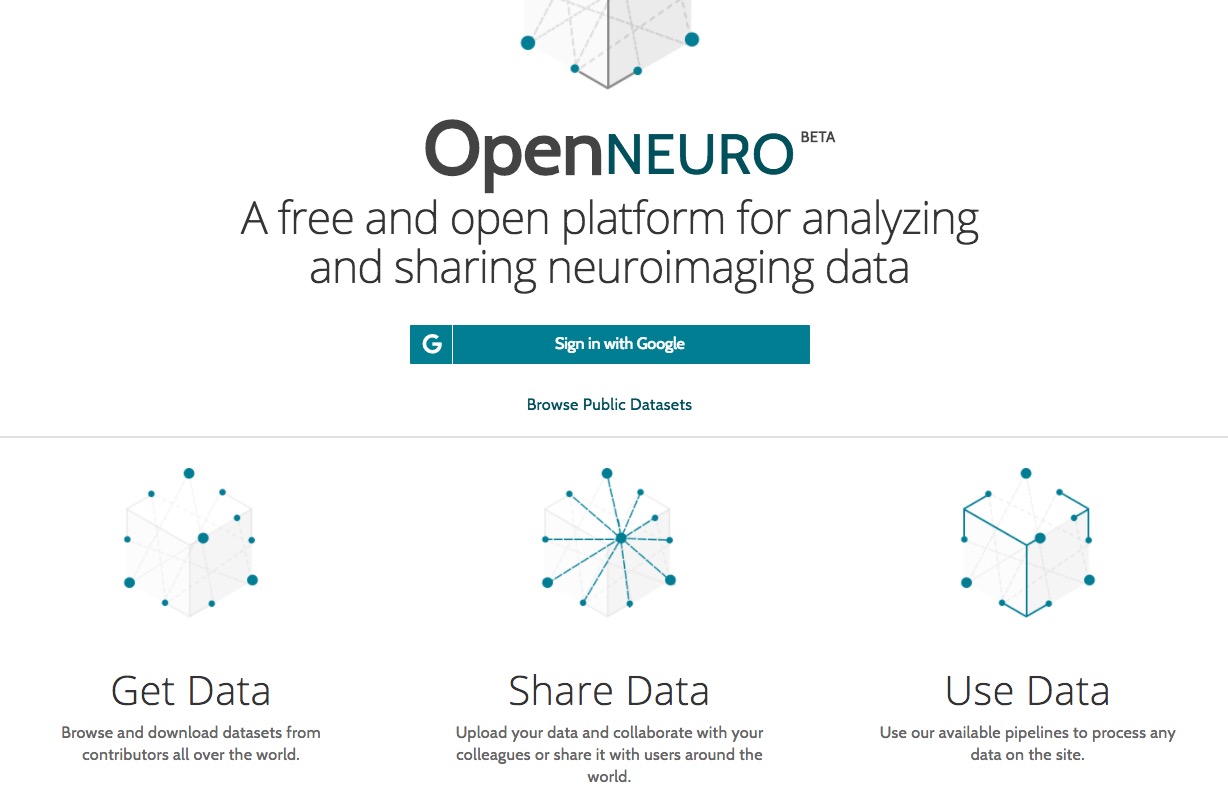 OpenNEURO BETA
A free and open platform for analyzing
and sharing neuroimaging data
G Sign in with Google
Browse Public Datasets
Get Data
Browse and download datasets from
contributors all over the world.
Share Data
Upload your data and collaborate with your
colleagues or share it with users around the
world.
Use Data
Use our available pipelines to process any
data on the site.